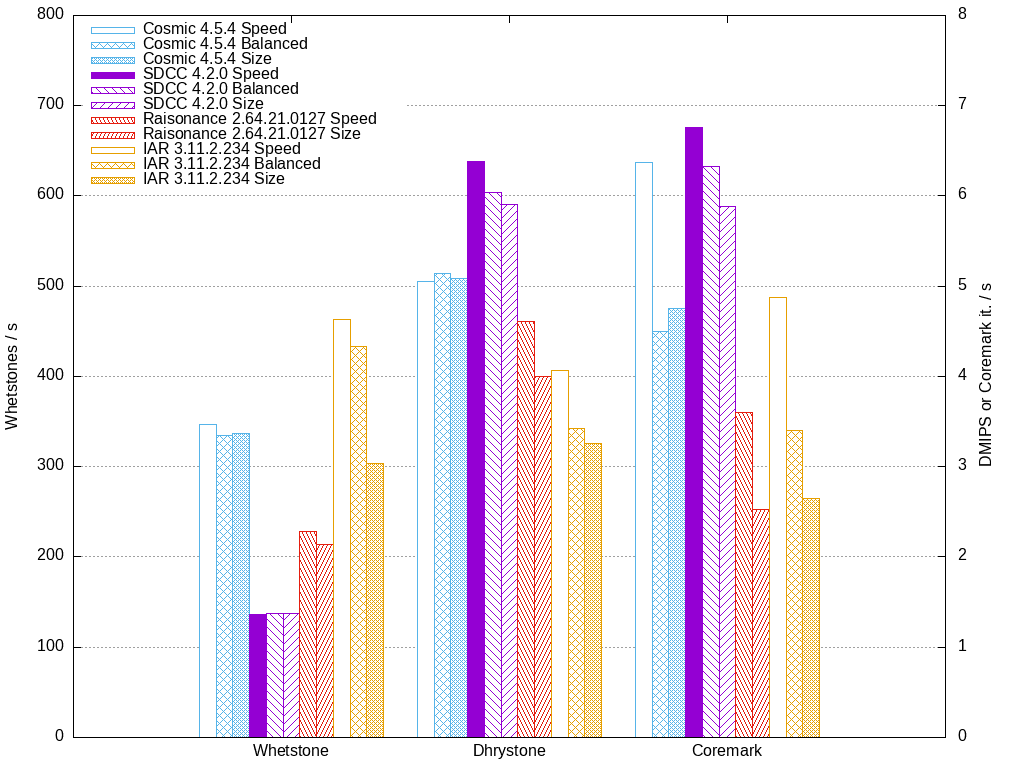 800
700
600
500
400
300
200
100
0
Whetstones / s
Cosmic 4.5.4 Speed
Cosmic 4.5.4 Balanced
Cosmic 4.5.4 Size
SDCC 4.2.0 Speed
SDCC 4.2.0 Balanced
SDCC 4.2.0 Size
Raisonance 2.64.21.0127 Speed
Raisonance 2.64.21.0127 Size
IAR 3.11.2.234 Speed
IAR 3.11.2.234 Balanced
IAR 3.11.2.234 Size
8
7
6
5
4
3
2
1
0
DMIPS or Coremark it. / s
Whetstone
Dhrystone
Coremark